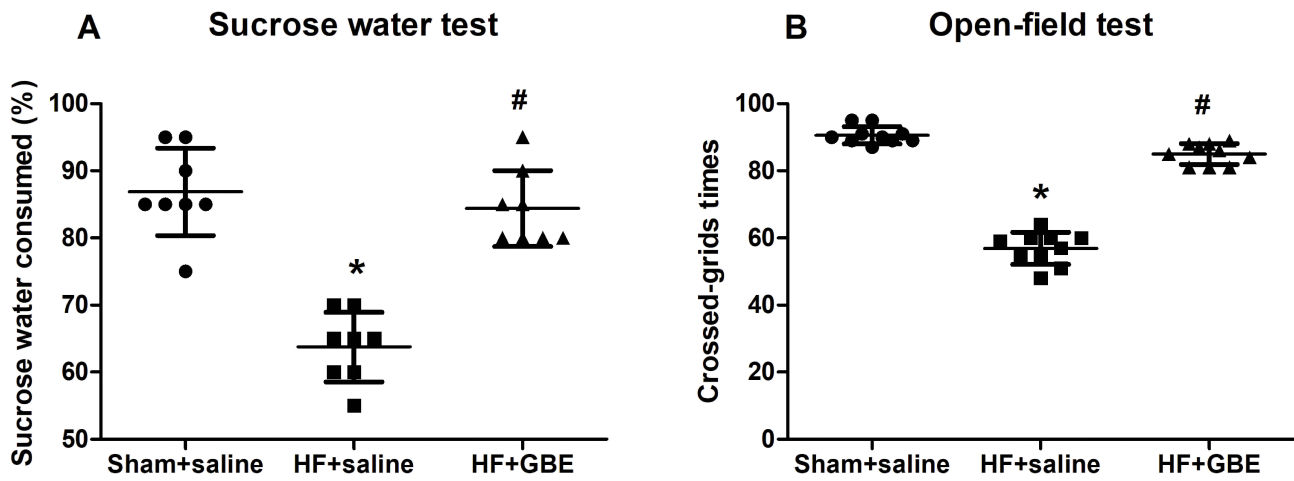 A
Sucrose water test
Sucrose water consumed (%)
100
90
80
70
60
50
*
#
Sham+saline
HF+saline
HF+GBE
B
Open-field test
Crossed-grids times
100
80
60
40
20
0
*
#
Sham+saline
HF+saline
HF+GBE